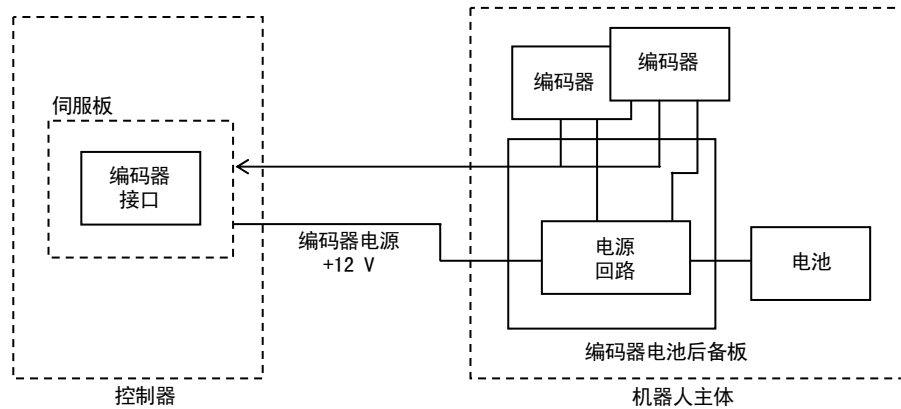 伺服板
编码器
接口
编码器电源
+12 V
控制器
编码器
编码器
电源
回路
电池
编码器电池后备板
机器人主体